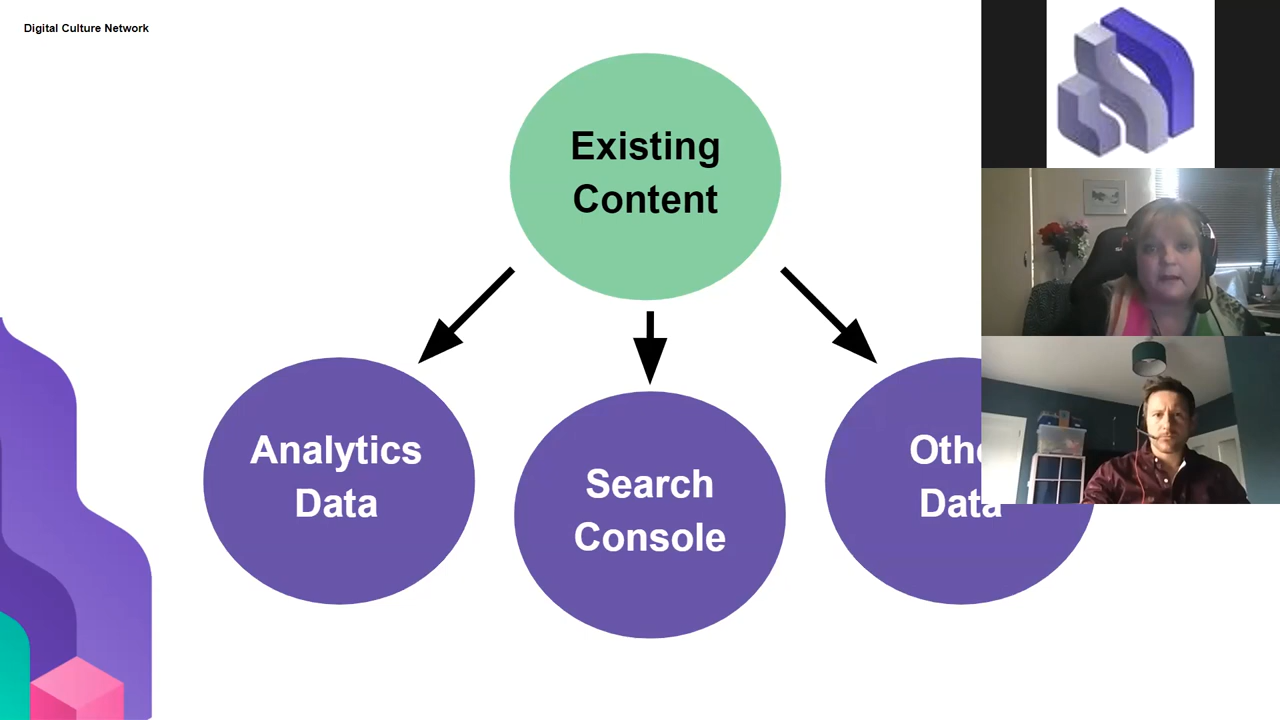 Digital Culture Network
Existing
Content
Analytics
Data
Search
Console
Data